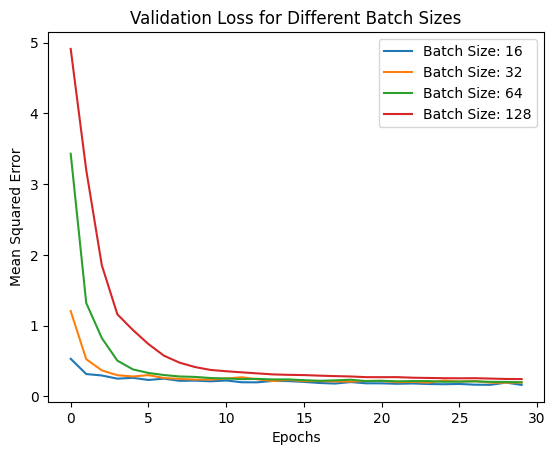 Validation Loss for Different Batch Sizes
Batch Size: 16
Batch Size: 32
Batch Size: 64
Batch Size: 128
Mean Squared Error
5
4
3
2
1
0
0
5
10
15
20
25
30
Epochs